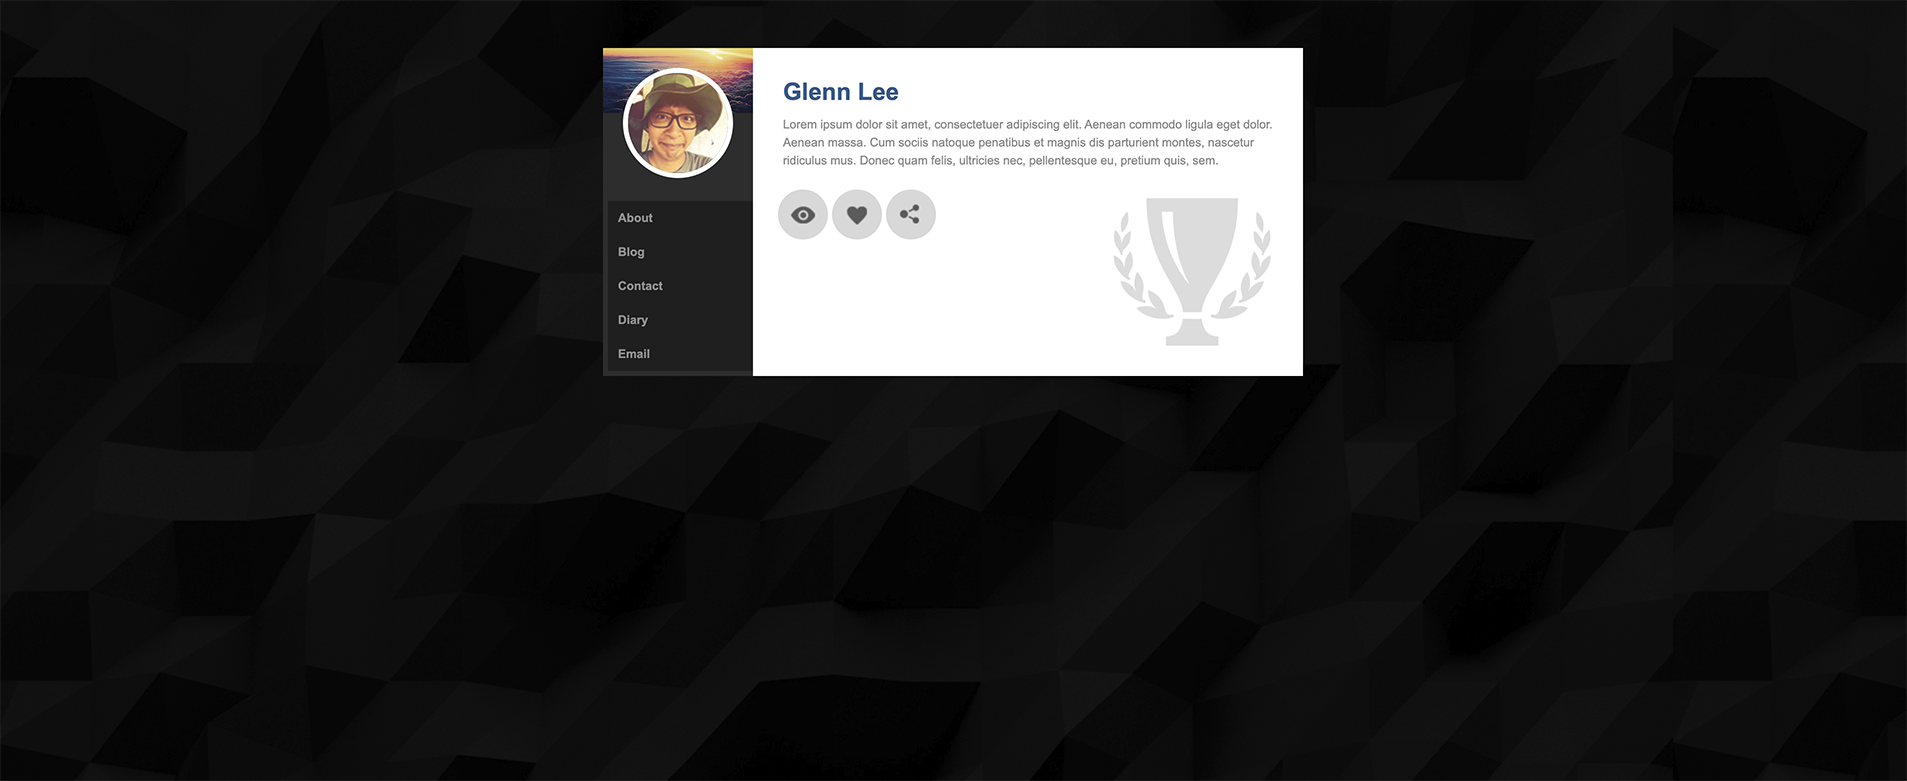 Glenn Lee
Lorem ipsum dolor sit amet, consectetuer adipiscing elit. Aenean commodo ligula eget dolor.
Aenean massa. Cum sociis natoque penatibus et magnis dis parturient montes, nascetur
ridiculus mus. Donec quam felis, ultricies nec, pellentesque eu, pretium quis, sem.
About
Blog
Contact
Diary
Email